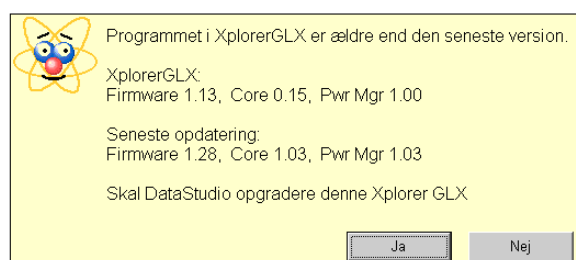 Programmet i XplorerGLX er ældre end den seneste version.
XplorerGLX:
Firmware 1.13, Core 0.15, Pwr Mgr 1.00
Seneste opdatering:
Firmware 1.28, Core 1.03, Pwr Mgr 1.03
Skal DataStudio opgradere denne Xplorer GLX
Ja
Nej